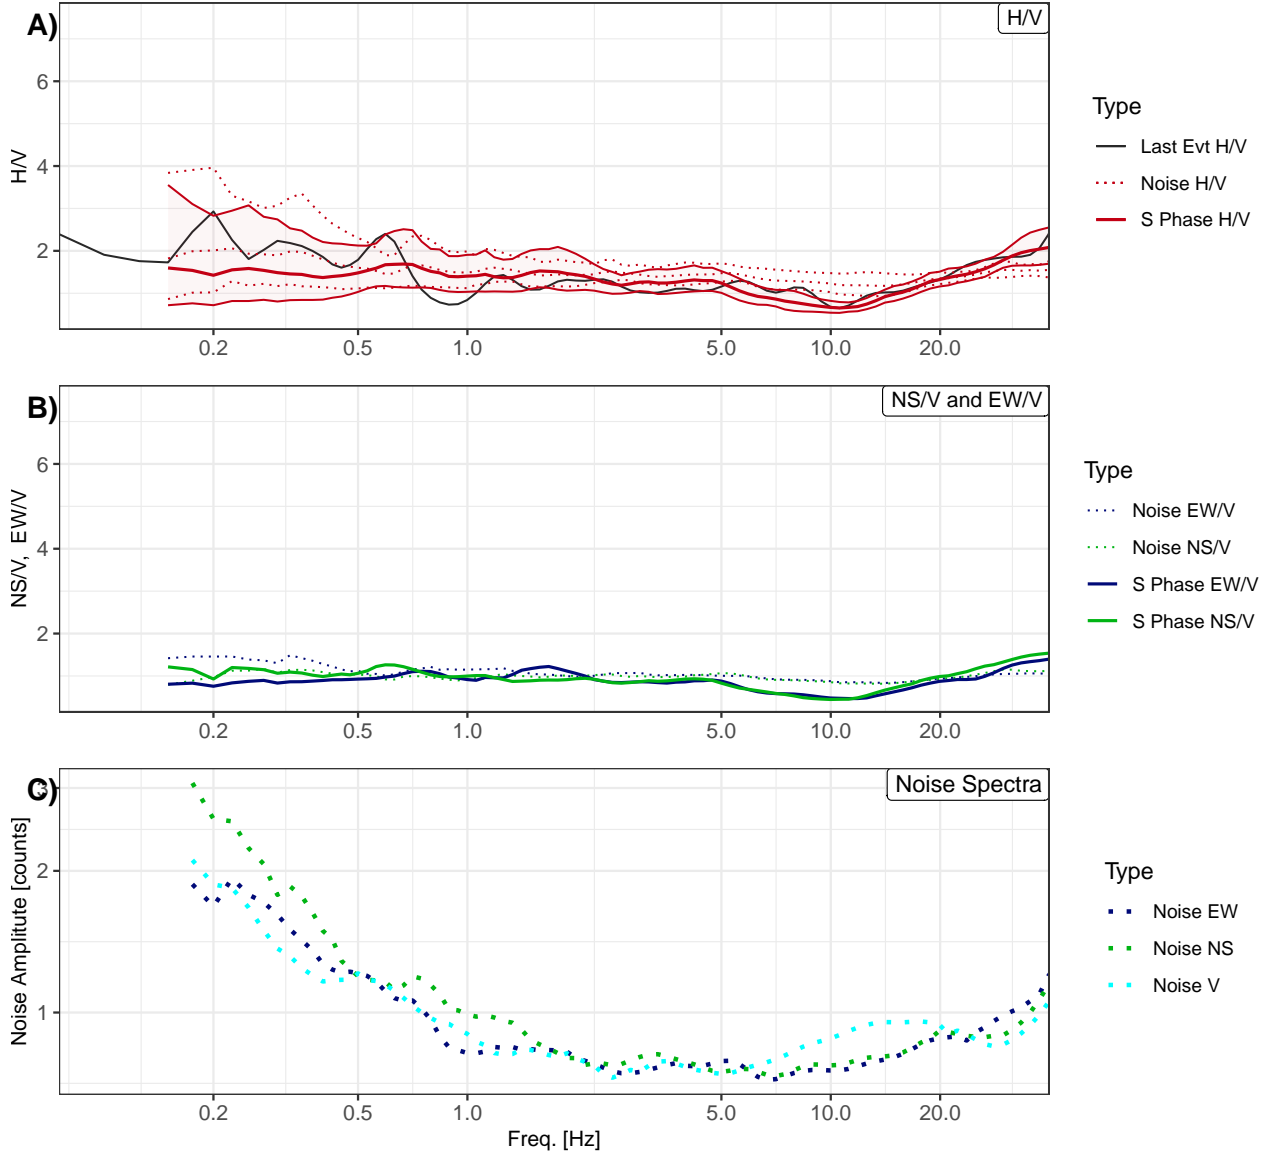 A)
H/V
H/V
6
4
2
0.2 0.5 1.0 5.0 10.0 20.0
Type
Last Evt H/V
Noise H/V
S Phase H/V
B)
NS/V and EW/V
NS/V, EW/V
6
4
2
0.2 0.5 1.0 5.0 10.0 20.0
Type
Noise EW/V
Noise NS/V
S Phase EW/V
S Phase NS/V
C)
Noise Spectra
Noise Amplitude [counts]
3
2
1
0.2 0.5 1.0 5.0 10.0 20.0
Freq. [Hz]
Type
Noise EW
Noise NS
Noise V